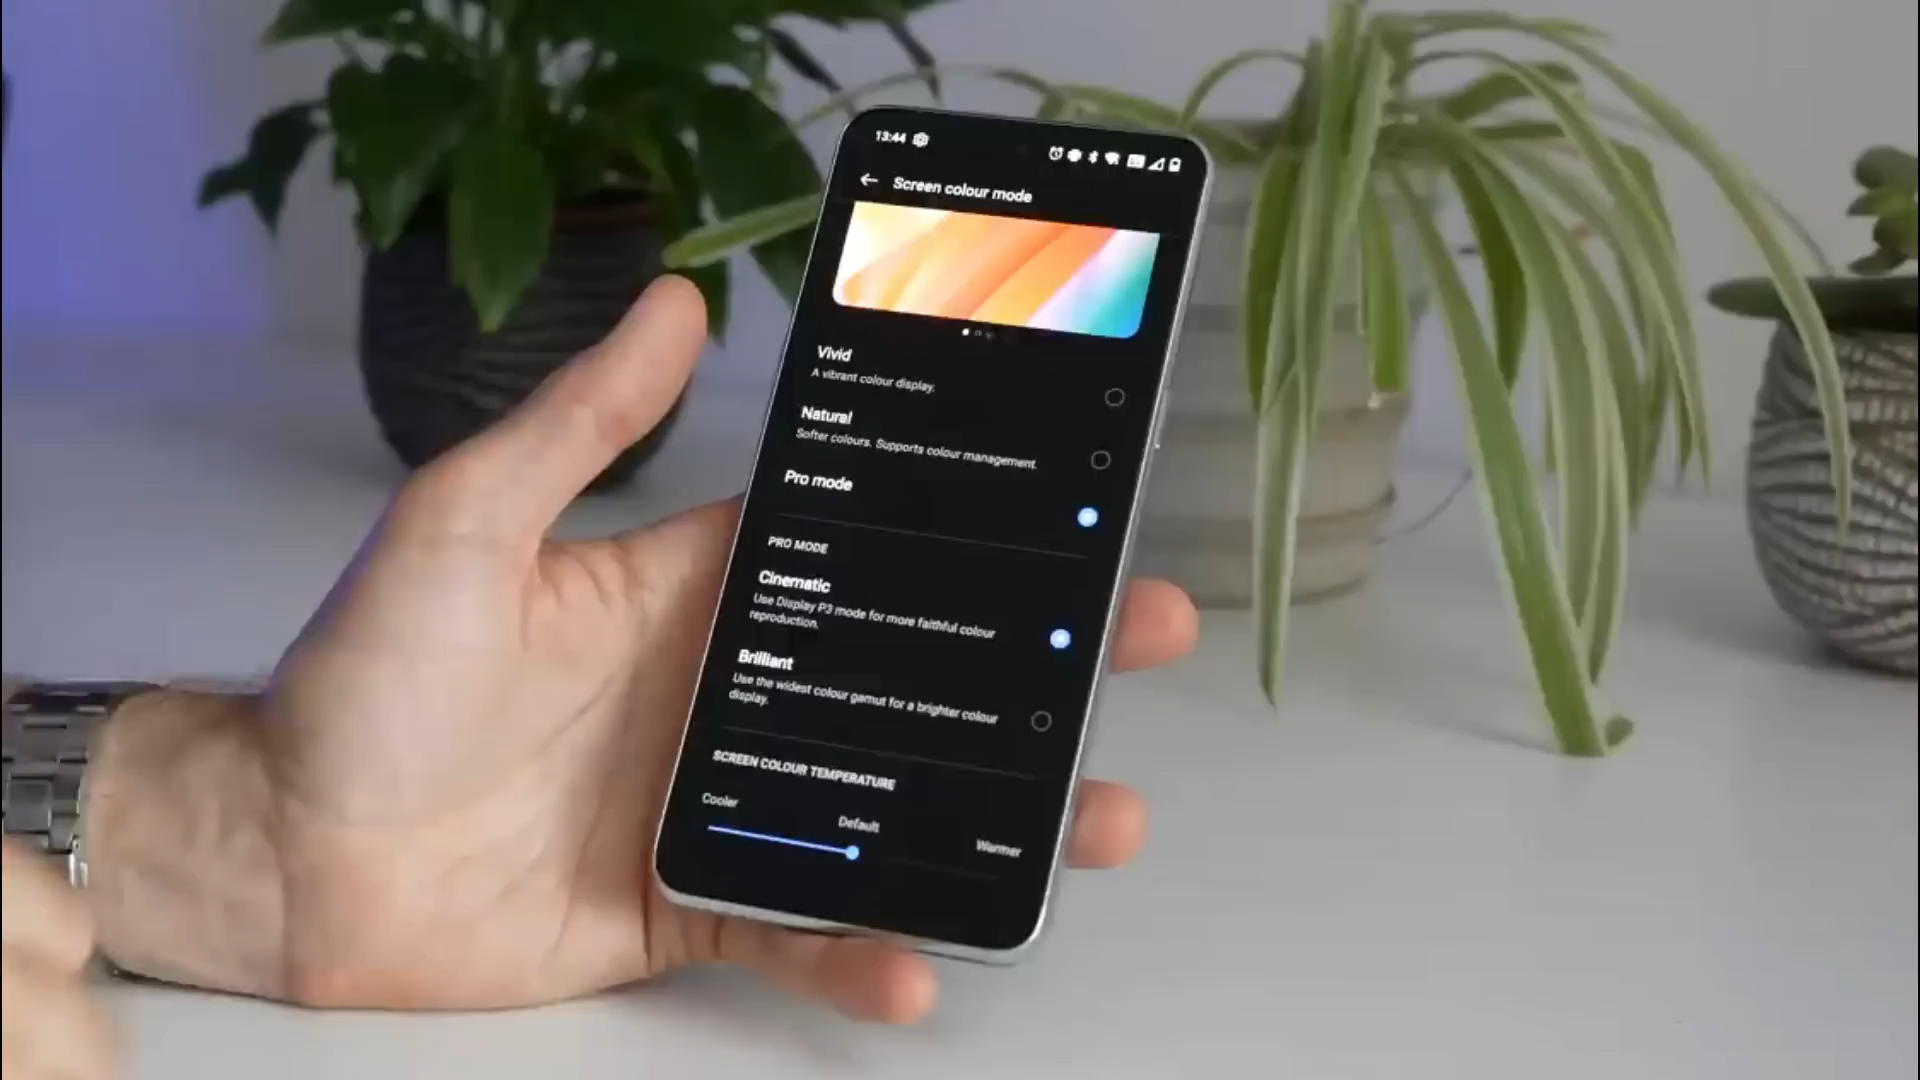 13:44
Screen colour mode
Vivid
A vibrant colour display.
Natural
Softer colours. Supports colour management.
Pro mode
PRO MODE
Cinematic
Use Display P3 mode for more faithful colour
reproduction.
Brilliant
Use the widest colour gamut for a brighter colour
display.
SCREEN COLOUR TEMPERATURE
Cooler
Default
Warmer